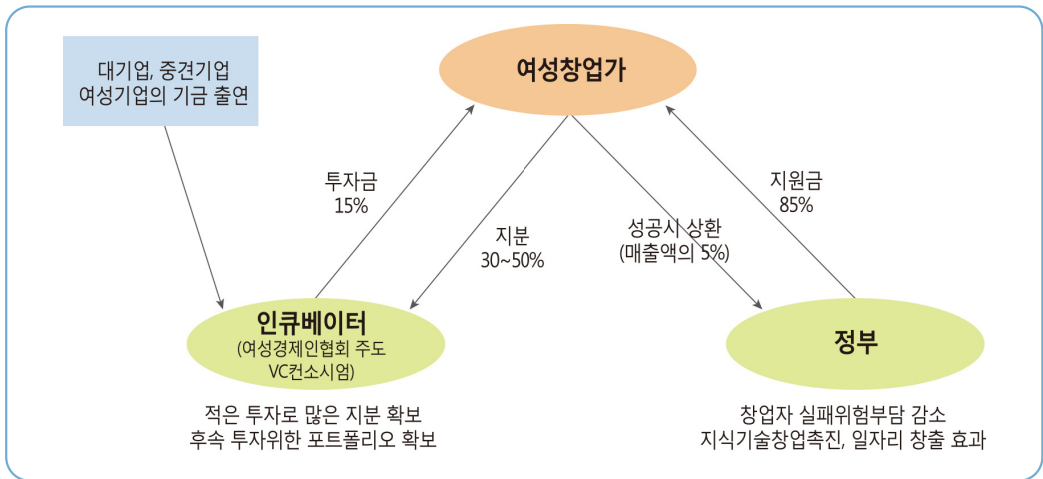 대기업, 중견기업
여성기업의 기금 출연
여성창업가
투자금
15%
지분
30~50%
성공시 상환
(매출액의 5%)
지원금
85%
인큐베이터
(여성경제인협회 주도
VC컨소시엄)
정부
적은 투자로 많은 지분 확보
후속 투자위한 포트폴리오 확보
창업자 실패위험부담 감소
지식기술창업촉진, 일자리 창출 효과